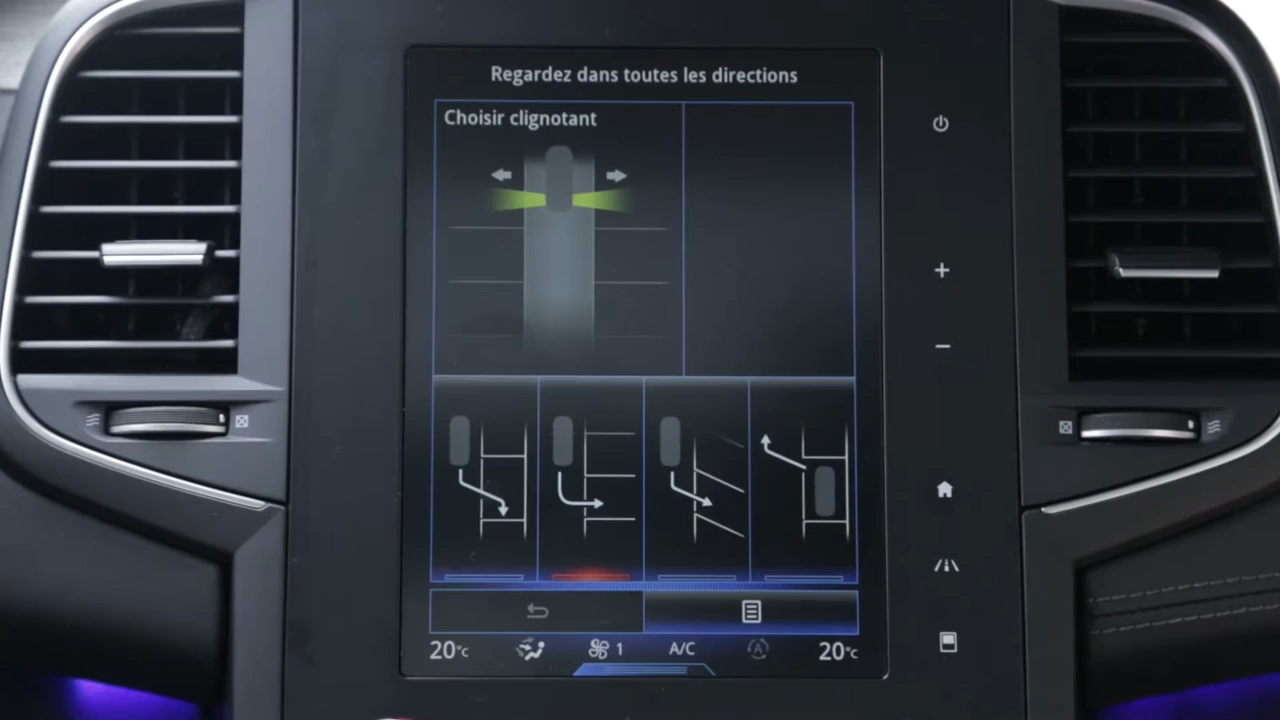 Regardez dans toutes les directions
Choisir clignotant
20°C 1 A/C A 20°C